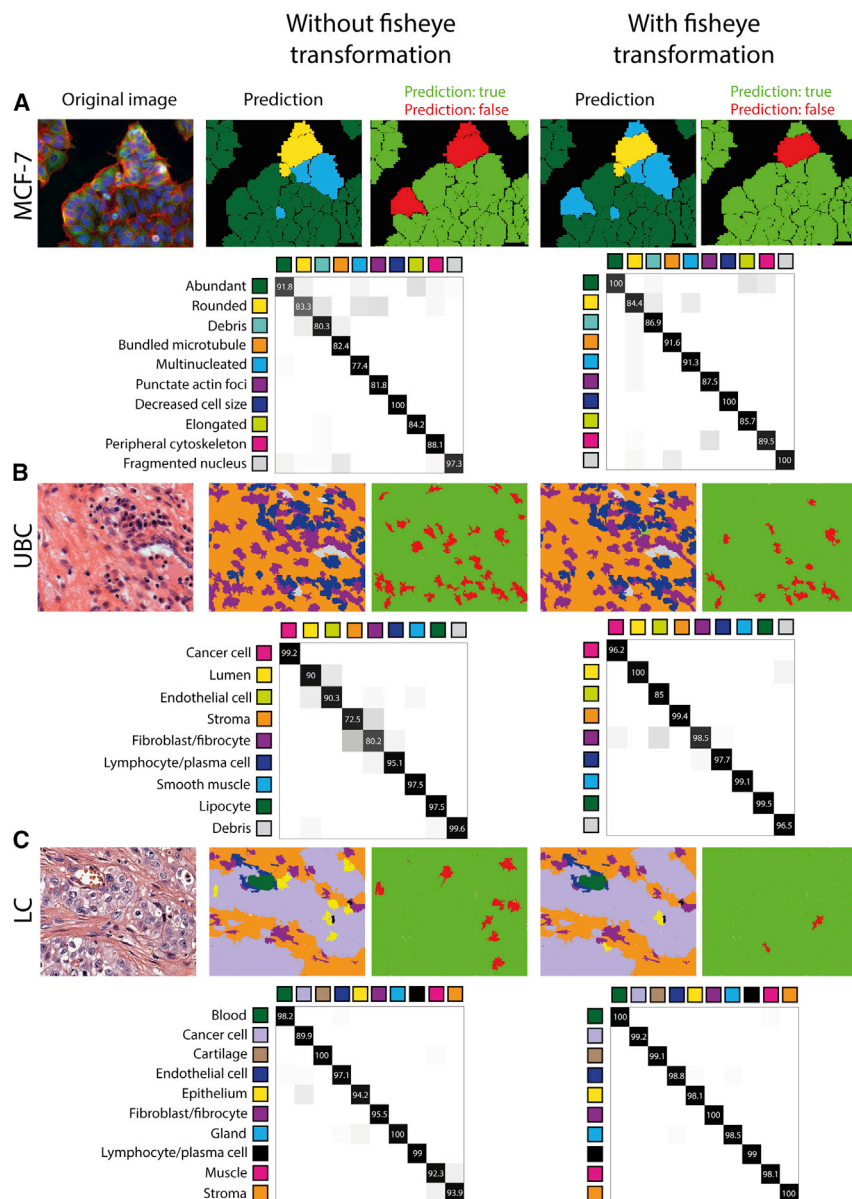 Without fisheye
transformation
With fisheye
transformation
A
Original image
Prediction
Prediction: true
Prediction: false
Prediction
Prediction: true
Prediction: false
MCF-7
Abundant
Rounded
Debris
Bundled microtubule
Multinucleated
Punctate actin foci
Decreased cell size
Elongated
Peripheral cytoskeleton
Fragmented nucleus
91.8
83.3
80.3
82.4
77.4
81.8
100
84.2
88.1
97.3
100
84.4
86.9
91.6
91.3
87.5
100
85.7
89.5
100
B
UBC
Cancer cell
Lumen
Endothelial cell
Stroma
Fibroblast/fibrocyte
Lymphocyte/plasma cell
Smooth muscle
Lipocyte
Debris
99.2
90
90.3
72.5
80.2
95.1
97.5
97.5
99.6
96.2
100
85
99.4
98.5
97.7
99.1
99.5
96.5
C
LC
Blood
Cancer cell
Cartilage
Endothelial cell
Epithelium
Fibroblast/fibrocyte
Gland
Lymphocyte/plasma cell
Muscle
Stroma
98.2
89.9
100
97.1
94.2
95.5
100
99
92.3
93.9
100
99.2
99.1
98.8
98.1
100
98.5
99
98.1
100